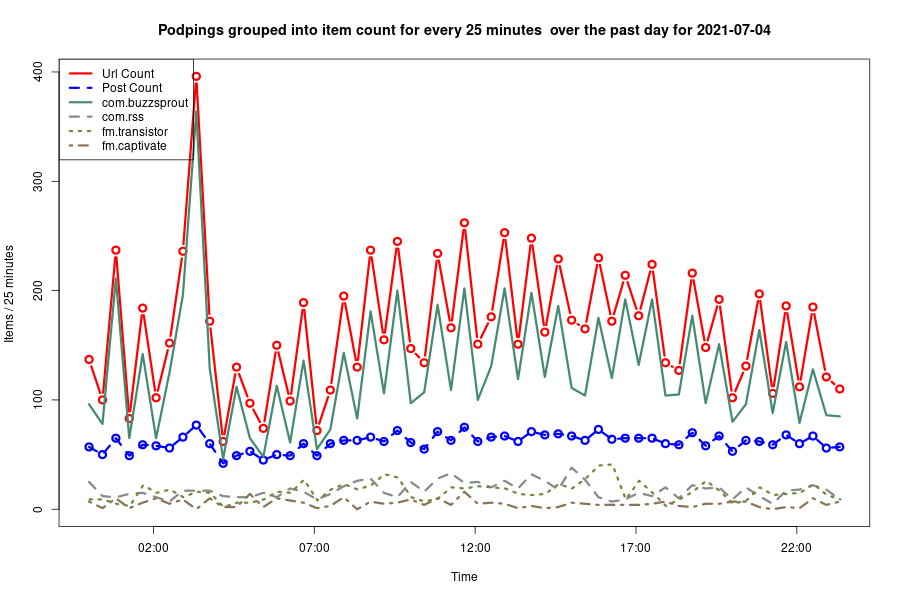 Podpings grouped into item count for every 25 minutes  over the past day for 2021-07-04
Url Count
Post Count
com.buzzsprout
com.rss
fm.transistor
fm.captivate
400
300
200
100
0
Items / 25 minutes
02:00 07:00 12:00 17:00 22:00
Time